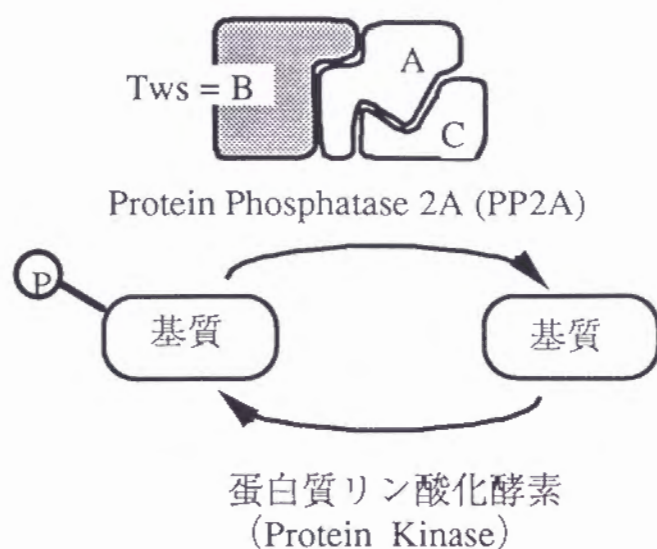 A
Tws = B
C
Protein Phosphatase 2A (PP2A)
P
基質
基質
蛋白質リン酸化酵素
(Protein Kinase)